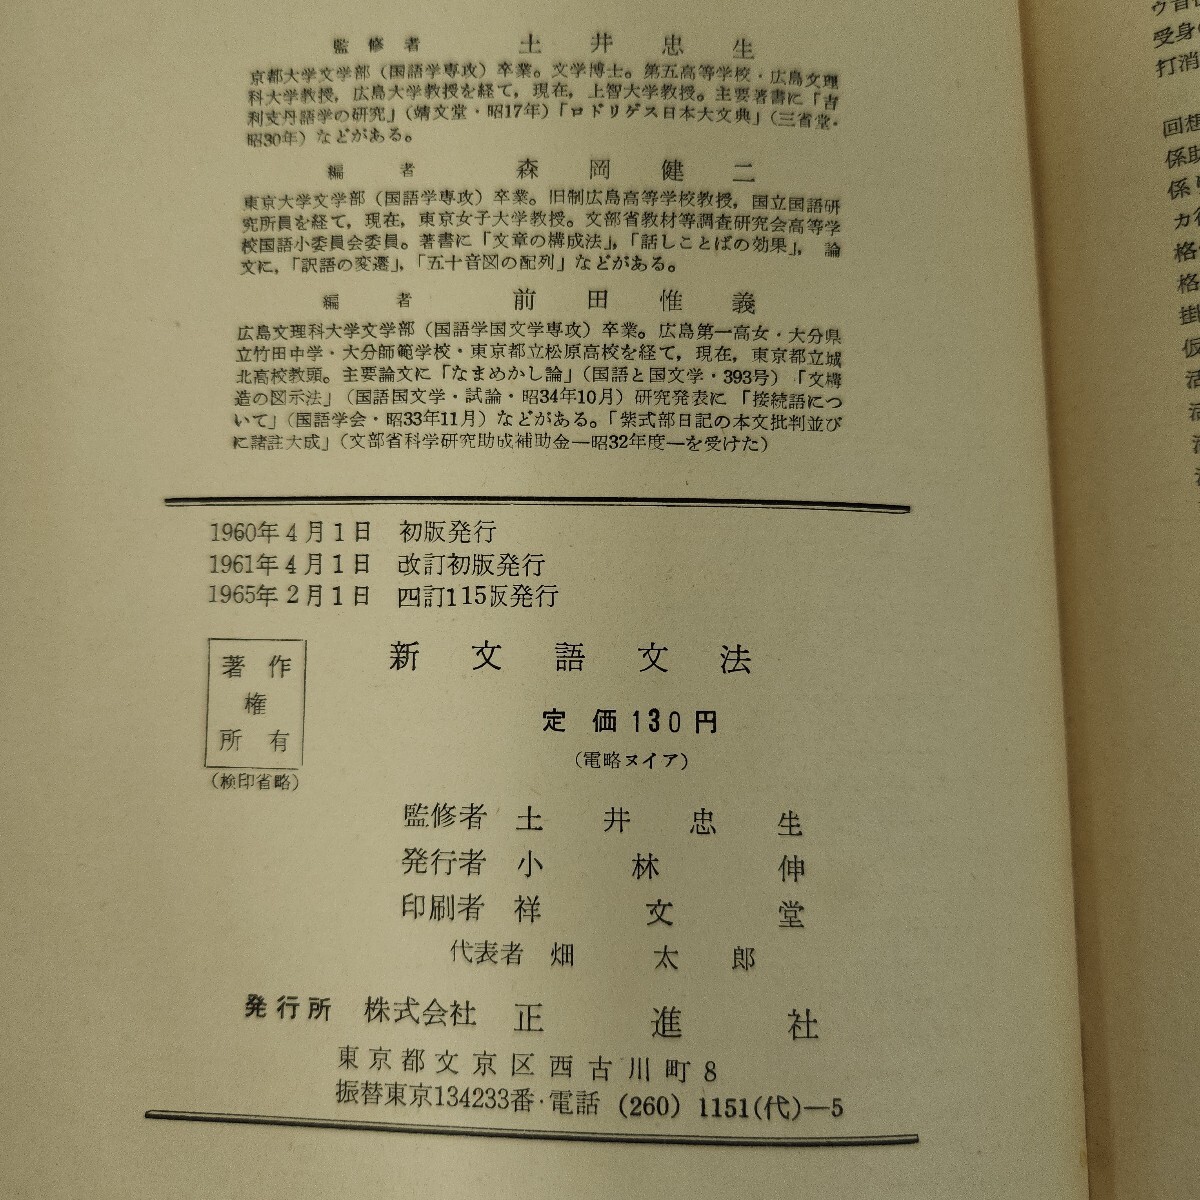 監修者　土井忠生
京都大学文学部（国語学専攻）卒業。文学博士。第五高等学校・広島文理
科大学教授，広島大学教授を経て，現在，上智大学教授。主要著書に「吉
利支丹語学の研究」（靖文堂・昭17年）「ロドリゲス日本大文典」（三省堂・
昭30年）などがある。
編者　森岡健二
東京大学文学部（国語学専攻）卒業。旧制広島高等学校教授，国立国語研
究所員を経て，現在，東京女子大学教授。文部省教材等調査研究会高等学
校国語小委員会委員。著書に「文章の構成法」，「話しことばの効果」，論
文に，「訳語の変遷」，「五十音図の配列」などがある。
編者　前田惟義
広島文理科大学文学部（国語学国文学専攻）卒業。広島第一高女・大分県
立竹田中学・大分師範学校・東京都立松原高校を経て，現在，東京都立城
北高校教頭。主要論文に「なまめかし論」（国語と国文学・393号）「文構
造の図示法」（国語国文学・試論・昭34年10月）研究発表に「接続語につ
いて」（国語学会・昭33年11月）などがある。「紫式部日記の本文批判並び
に諸註大成」（文部省科学研究助成補助金—昭32年度—を受けた）
1960年4月1日　初版発行
1961年4月1日　改訂初版発行
1965年2月1日　四訂115版発行
著作
権
所有
（検印省略）
新文語文法
定価130円
（電略ヌイア）
監修者　土井忠生
発行者　小林伸
印刷者　祥文堂
代表者　畑太郎
発行所　株式会社　正進社
東京都文京区西古川町8
振替東京134233番・電話（260）1151（代）—5
受身
打消
回想
係助
係
格
格
掛
仮
活